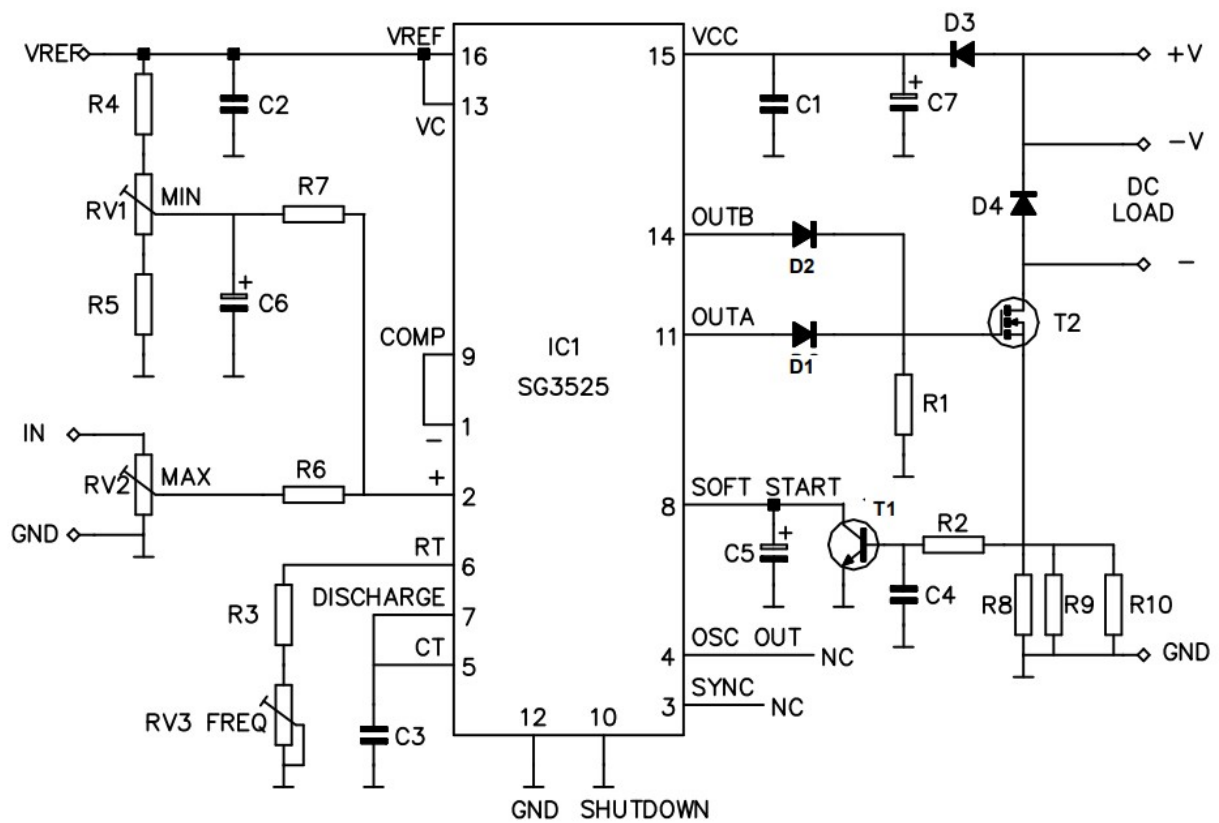 VREF
R4
C2
VREF
16
13
VC
RV1
MIN
R7
R5
+
C6
COMP
9
1
−
IN
RV2
MAX
R6
+
2
GND
RT
6
R3
DISCHARGE
7
CT
5
RV3 FREQ
C3
IC1
SG3525
12
10
GND
SHUTDOWN
15
VCC
C1
+
C7
D3
+V
−V
DC
LOAD
D4
−
14
OUTB
D2
11
OUTA
D1
T2
R1
8
SOFT START
T1
+
C5
R2
C4
R8
R9
R10
GND
4
OSC OUT
NC
3
SYNC
NC